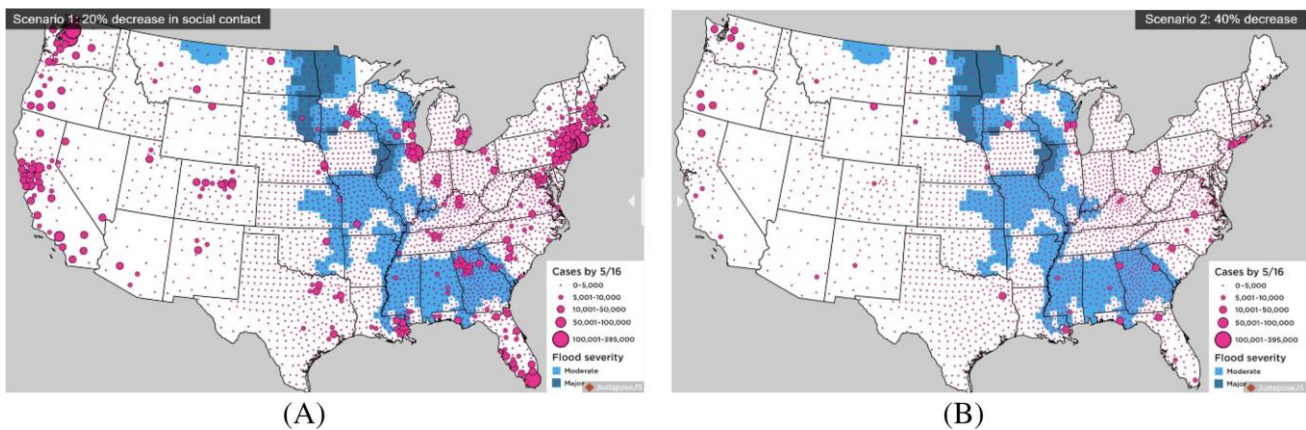 Scenario 1: 20% decrease in social contact
Cases by 5/16
0-5,000
5,001-10,000
10,001-50,000
50,001-100,000
100,001-395,000
Flood severity
Moderate
Major
JuxtaposeJS
(A)
Scenario 2: 40% decrease
Cases by 5/16
0-5,000
5,001-10,000
10,001-50,000
50,001-100,000
100,001-395,000
Flood severity
Moderate
Major
JuxtaposeJS
(B)